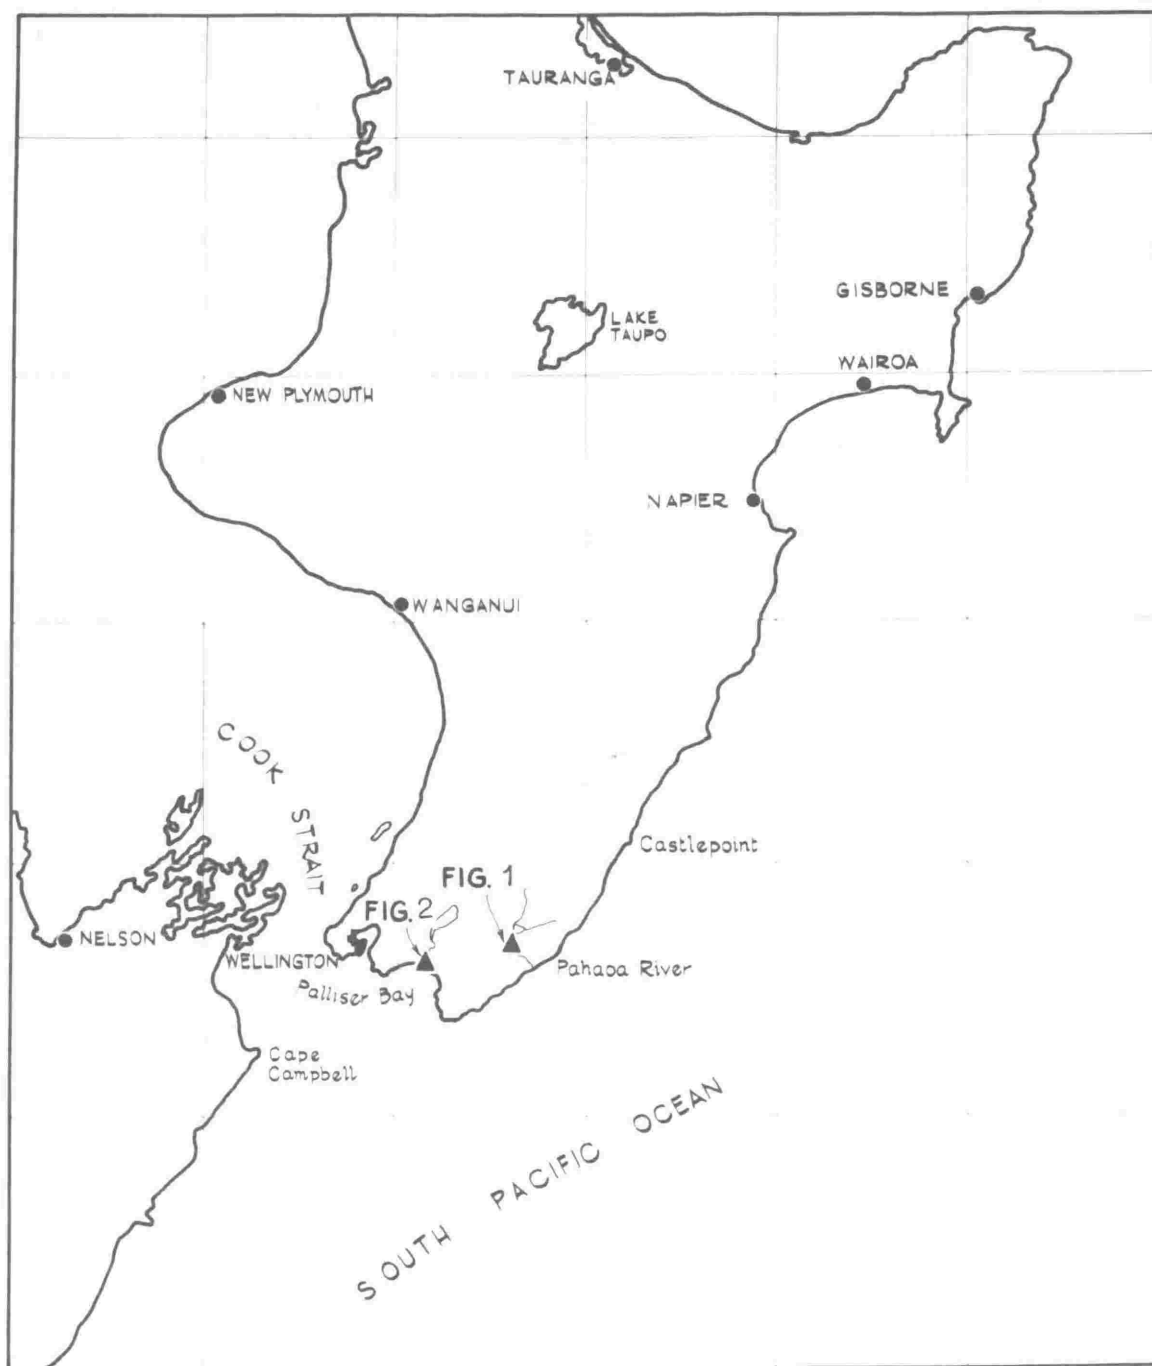 TAURANGA
GISBORNE
LAKE
TAUPO
WAIROA
NEW PLYMOUTH
NAPIER
WANGANUI
COOK STRAIT
Castlepoint
FIG. 1
FIG. 2
NELSON
WELLINGTON
Pahaoa River
Palliser Bay
Cape
Campbell
SOUTH PACIFIC OCEAN